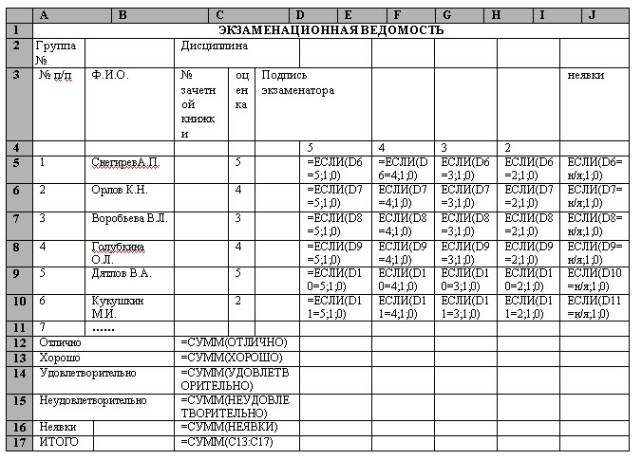 A B C D E F G H I J
1 ЭКЗАМЕНАЦИОННАЯ ВЕДОМОСТЬ
2 Группа Дисциплина
№
3 № п/п Ф.И.О. № оц Подпись неявки
зачетн ен экзаменатора
ой ка
книжк
и
4 5 4 3 2
5 1 СнегиревА.П. 5 =ЕСЛИ(D6 =ЕСЛИ(D ЕСЛИ(D6 ЕСЛИ(D6 ЕСЛИ(D6=
=5;1;0) 6=4;1;0) =3;1;0) =2;1;0) н/я;1;0)
6 2 Орлов К.Н. 4 =ЕСЛИ(D7 ЕСЛИ(D7= ЕСЛИ(D7 ЕСЛИ(D7 ЕСЛИ(D7=
=5;1;0) 4;1;0) =3;1;0) =2;1;0) н/я;1;0)
7 3 Воробьева В.Л. 3 =ЕСЛИ(D8 ЕСЛИ(D8= ЕСЛИ(D8 ЕСЛИ(D8 ЕСЛИ(D8=
=5;1;0) 4;1;0) =3;1;0) =2;1;0) н/я;1;0)
8 4 Голубкина 4 =ЕСЛИ(D9 ЕСЛИ(D9= ЕСЛИ(D9 ЕСЛИ(D9 ЕСЛИ(D9=
О.Л. =5;1;0) 4;1;0) =3;1;0) =2;1;0) н/я;1;0)
9 5 Дятлов В.А. 5 =ЕСЛИ(D1 ЕСЛИ(D1 ЕСЛИ(D1 ЕСЛИ(D1 ЕСЛИ(D10
0=5;1;0) 0=4;1;0) 0=3;1;0) 0=2;1;0) =н/я;1;0)
10 6 Кукушкин 2 =ЕСЛИ(D1 ЕСЛИ(D1 ЕСЛИ(D1 ЕСЛИ(D1 ЕСЛИ(D11
М.И. 1=5;1;0) 1=4;1;0) 1=3;1;0) 1=2;1;0) =н/я;1;0)
11 7 ......
12 Отлично =СУММ(ОТЛИЧНО)
13 Хорошо =СУММ(ХОРОШО)
14 Удовлетворительно =СУММ(УДОВЛЕТВ
ОРИТЕЛЬНО)
15 Неудовлетворительно =СУММ(НЕУДОВЛЕ
ТВОРИТЕЛЬНО)
16 Неявки =СУММ(НЕЯВКИ)
17 ИТОГО =СУММ(C13:C17)